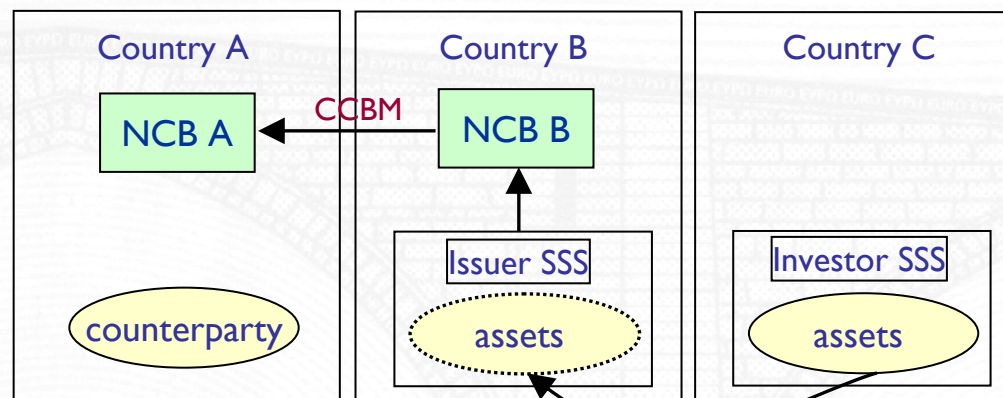 Country A
Country B
Country C
CCBM
NCB A
NCB B
Issuer SSS
Investor SSS
counterparty
assets
assets